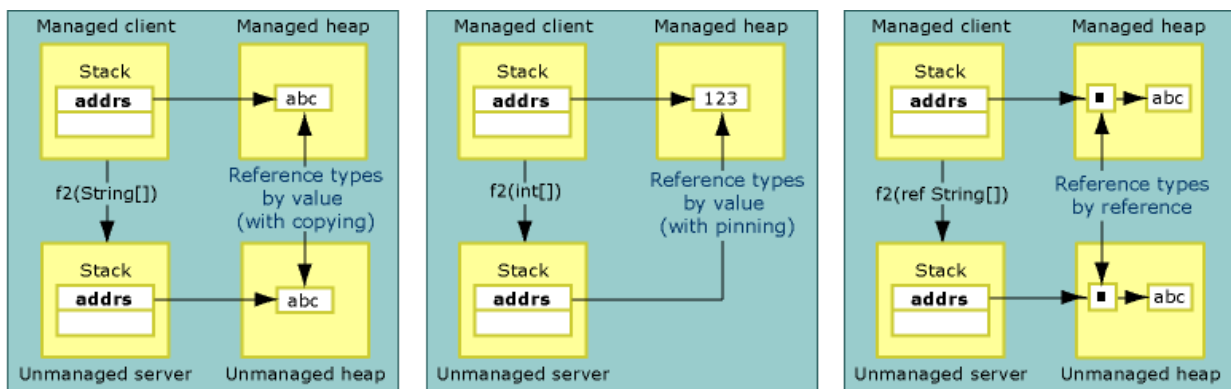 Managed client
Managed heap
Stack
addrs
abc
f2(String[])
Reference types
by value
(with copying)
Stack
addrs
abc
Unmanaged server
Unmanaged heap
Managed client
Managed heap
Stack
addrs
123
f2(int[])
Reference types
by value
(with pinning)
Stack
addrs
Unmanaged server
Managed client
Managed heap
Stack
addrs
abc
f2(ref String[])
Reference types
by reference
Stack
addrs
abc
Unmanaged server
Unmanaged heap